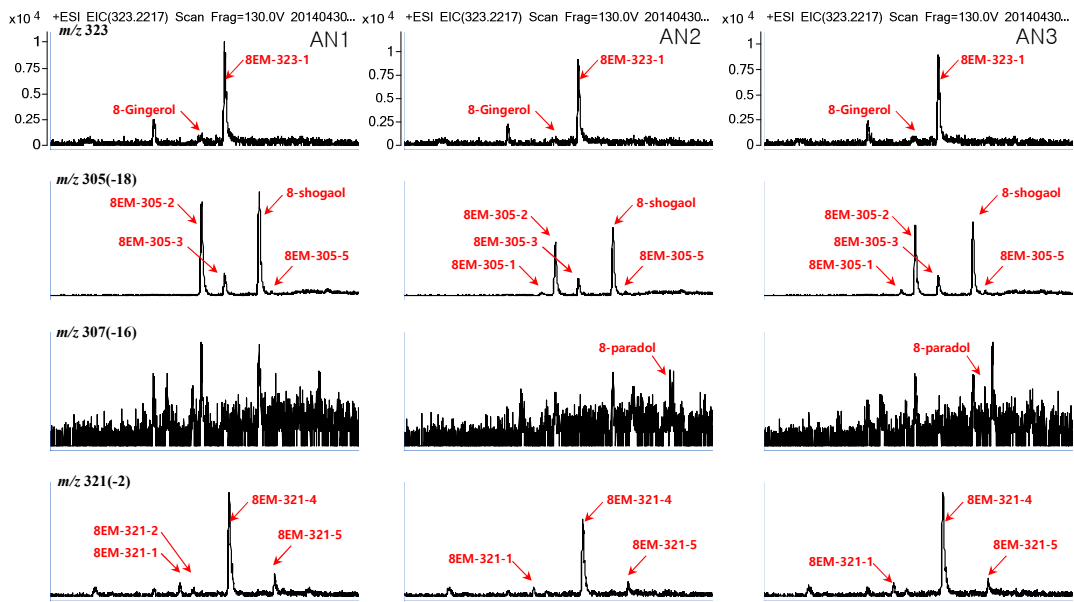 +ESI EIC(323.2217) Scan Frag=130.0V 20140430...
x10 4
m/z 323
AN1
1
0.75
0.5
0.25
0
8EM-323-1
8-Gingerol
+ESI EIC(323.2217) Scan Frag=130.0V 20140430...
x10 4
AN2
1
0.75
0.5
0.25
0
8EM-323-1
8-Gingerol
+ESI EIC(323.2217) Scan Frag=130.0V 20140430...
x10 4
AN3
1
0.75
0.5
0.25
0
8EM-323-1
8-Gingerol
m/z 305(-18)
8-shogaol
8EM-305-2
8EM-305-3
8EM-305-5
8-shogaol
8EM-305-2
8EM-305-3
8EM-305-1
8EM-305-5
8-shogaol
8EM-305-2
8EM-305-3
8EM-305-1
8EM-305-5
m/z 307(-16)
8-paradol
8-paradol
m/z 321(-2)
8EM-321-4
8EM-321-2
8EM-321-1
8EM-321-5
8EM-321-4
8EM-321-1
8EM-321-5
8EM-321-4
8EM-321-1
8EM-321-5